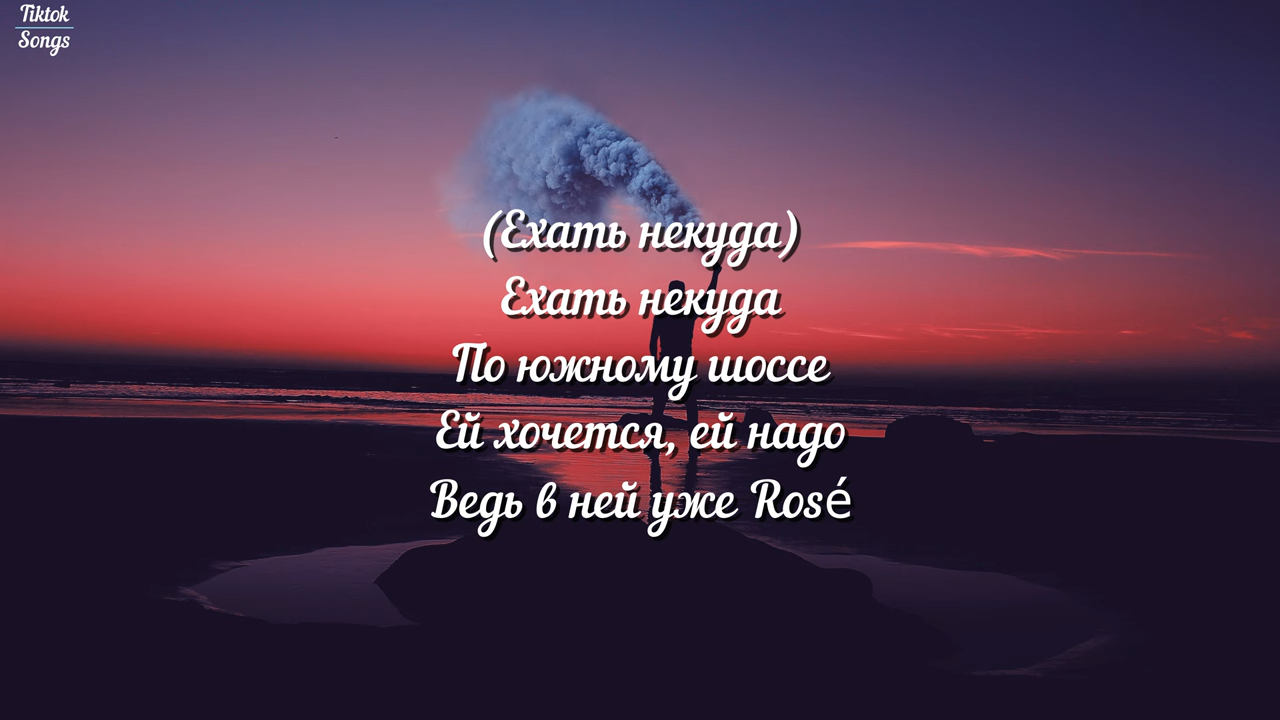 Tiktok
Songs
(Ехать некуда)
Ехать некуда
По южному шоссе
Ей хочется, ей надо
Ведь в ней уже Rosé